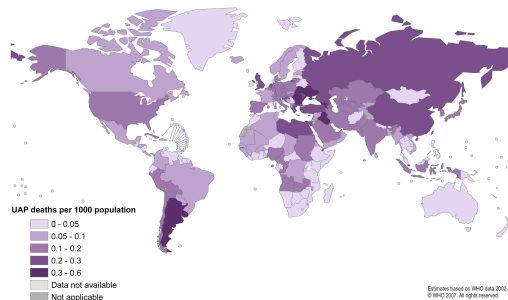 UAP deaths per 1000 population
0 - 0.05
0.05 - 0.1
0.1 - 0.2
0.2 - 0.3
0.3 - 0.6
Data not available
Not applicable
Estimates based on WHO data 2002.
© WHO 2007. All rights reserved.